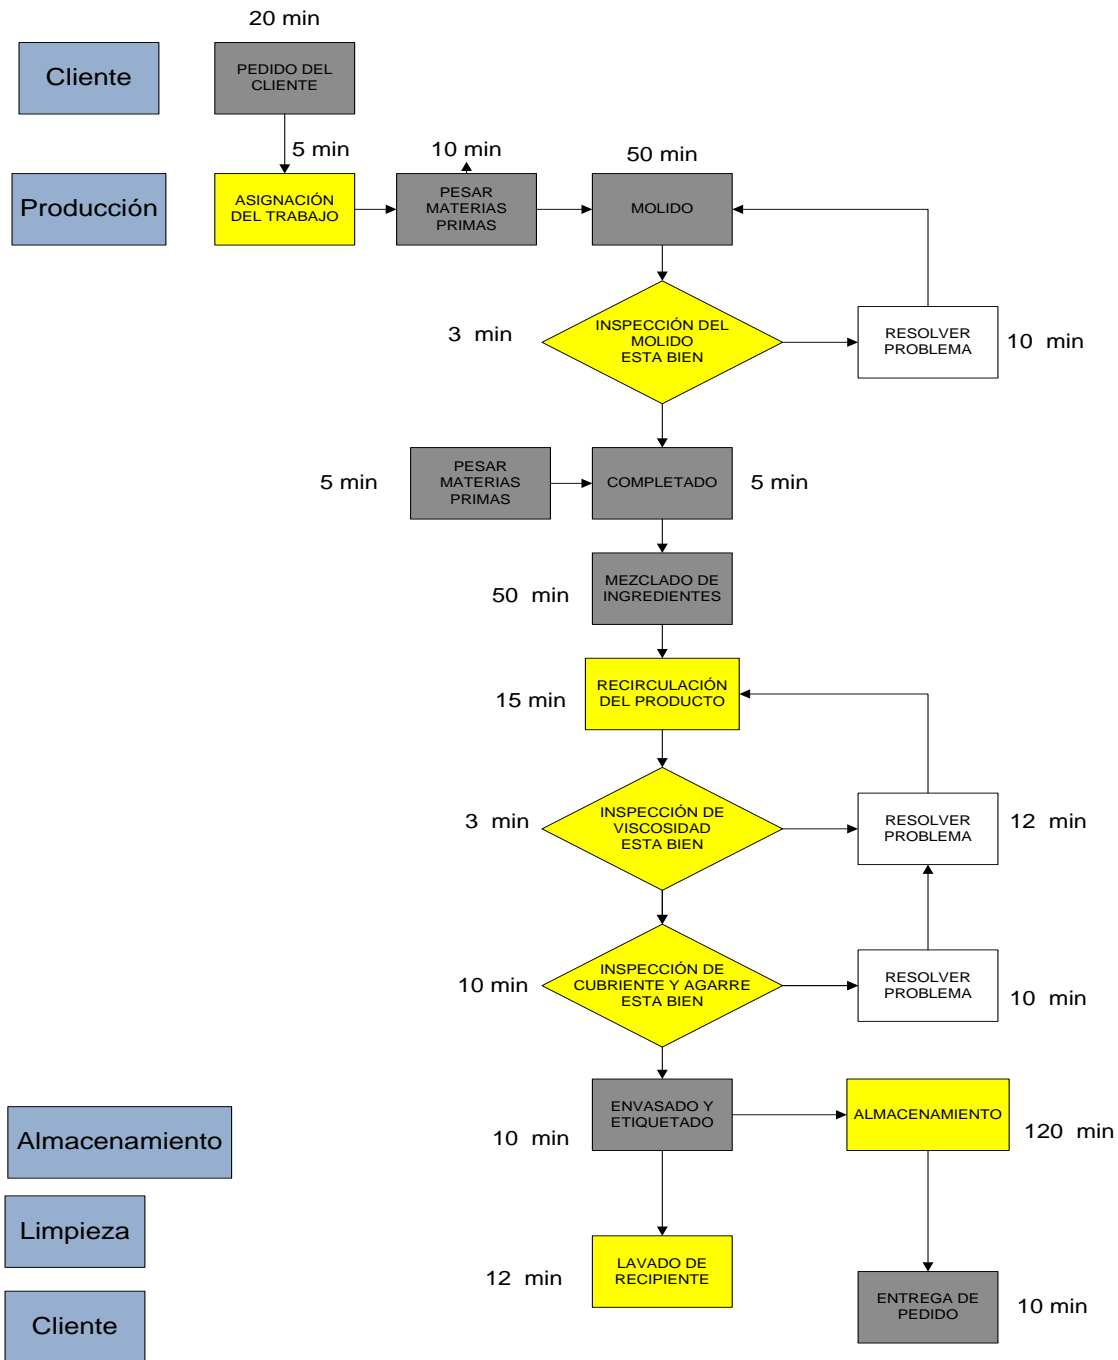 20 min
Cliente
PEDIDO DEL
CLIENTE
5 min
10 min
50 min
Producción
ASIGNACIÓN
DEL TRABAJO
PESAR
MATERIAS
PRIMAS
MOLIDO
3 min
INSPECCIÓN DEL
MOLIDO
ESTA BIEN
RESOLVER
PROBLEMA
10 min
5 min
PESAR
MATERIAS
PRIMAS
COMPLETADO
5 min
50 min
MEZCLADO DE
INGREDIENTES
15 min
RECIRCULACIÓN
DEL PRODUCTO
3 min
INSPECCIÓN DE
VISCOSIDAD
ESTA BIEN
RESOLVER
PROBLEMA
12 min
10 min
INSPECCIÓN DE
CUBRIENTE Y AGARRE
ESTA BIEN
RESOLVER
PROBLEMA
10 min
Almacenamiento
10 min
ENVASADO Y
ETIQUETADO
ALMACENAMIENTO
120 min
Limpieza
12 min
LAVADO DE
RECIPIENTE
Cliente
ENTREGA DE
PEDIDO
10 min